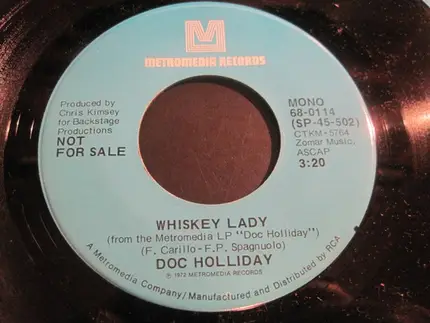 METROMEDIA RECORDS
Produced by
Chris Kimsey
for Backstage
Productions
NOT
FOR SALE
MONO
68-0114
(SP-45-502)
CTKM-5764
Zomar Music,
ASCAP
3:20
WHISKEY LADY
(from the Metromedia LP "Doc Holliday")
(F. Carillo-F.P. Spagnuolo)
DOC HOLLIDAY
℗ 1972 METROMEDIA RECORDS
A Metromedia Company/Manufactured and Distributed by RCA